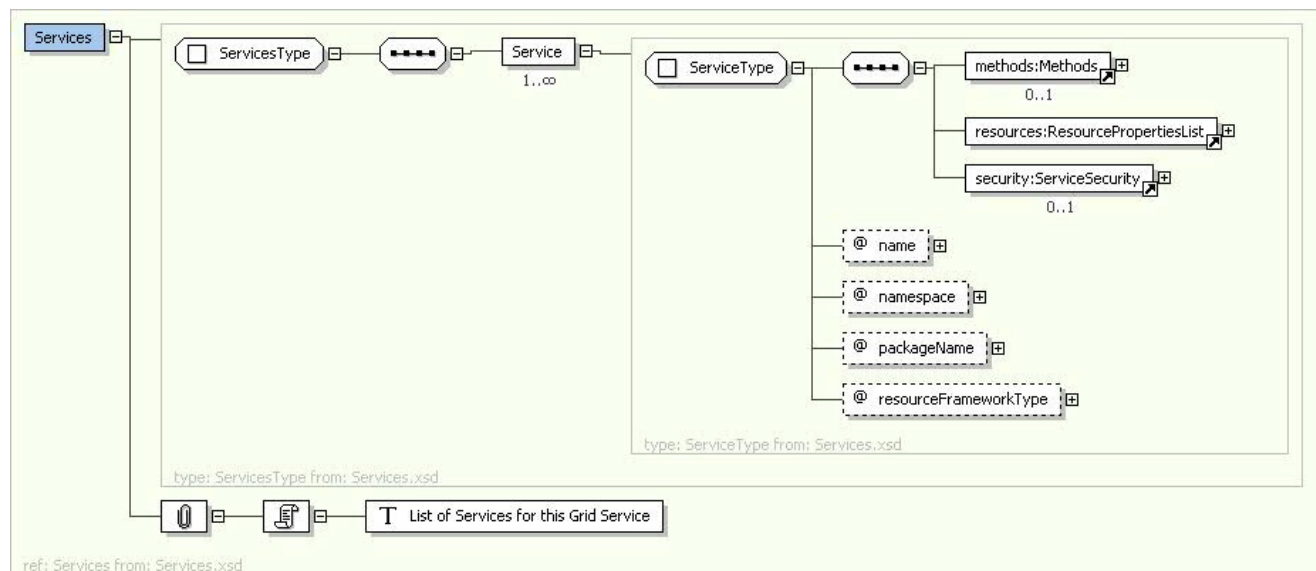 Services
ServicesType
Service
1..∞
ServiceType
methods:Methods
0..1
resources:ResourcePropertiesList
security:ServiceSecurity
0..1
@ name
@ namespace
@ packageName
@ resourceFrameworkType
type: ServiceType from: Services.xsd
type: ServicesType from: Services.xsd
T List of Services for this Grid Service
ref: Services from: Services.xsd